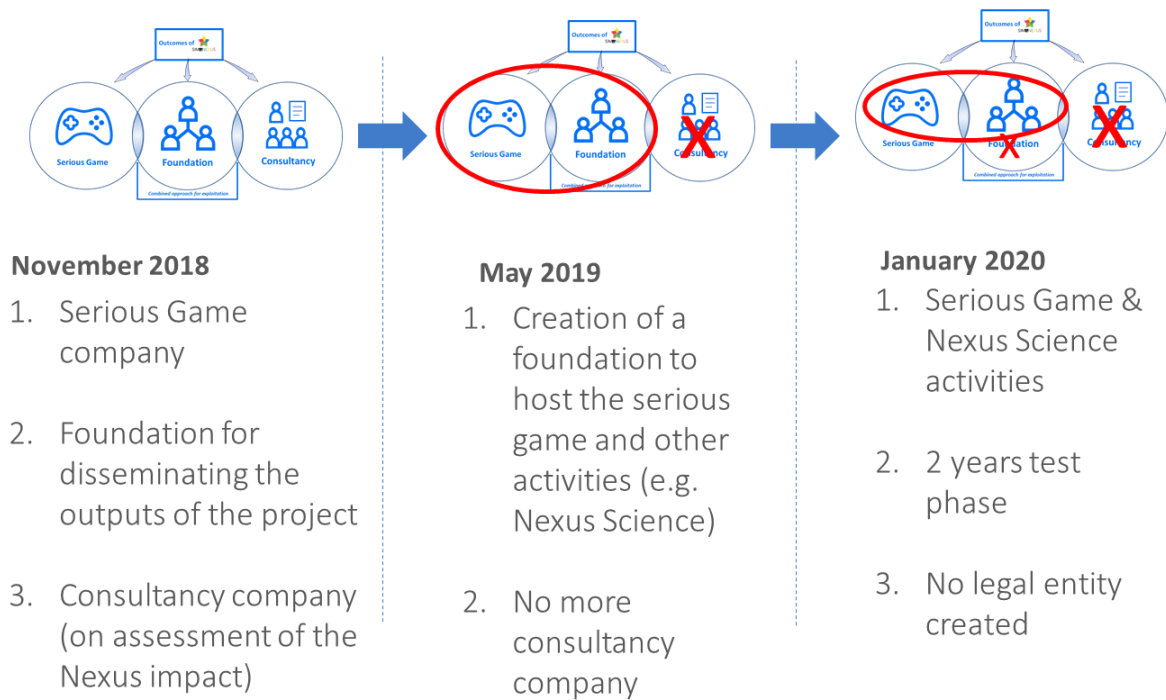 Outcomes of
SIM4NEXUS
Serious Game
Foundation
Consultancy
Combined approach for exploitation
November 2018
1. Serious Game
company
2. Foundation for
disseminating the
outputs of the project
3. Consultancy company
(on assessment of the
Nexus impact)
Outcomes of
SIM4NEXUS
Serious Game
Foundation
Consultancy
X
Combined approach for exploitation
May 2019
1. Creation of a
foundation to
host the serious
game and other
activities (e.g.
Nexus Science)
2. No more
consultancy
company
Outcomes of
SIM4NEXUS
Serious Game
Foundation
X
Consultancy
X
Combined approach for exploitation
January 2020
1. Serious Game &
Nexus Science
activities
2. 2 years test
phase
3. No legal entity
created